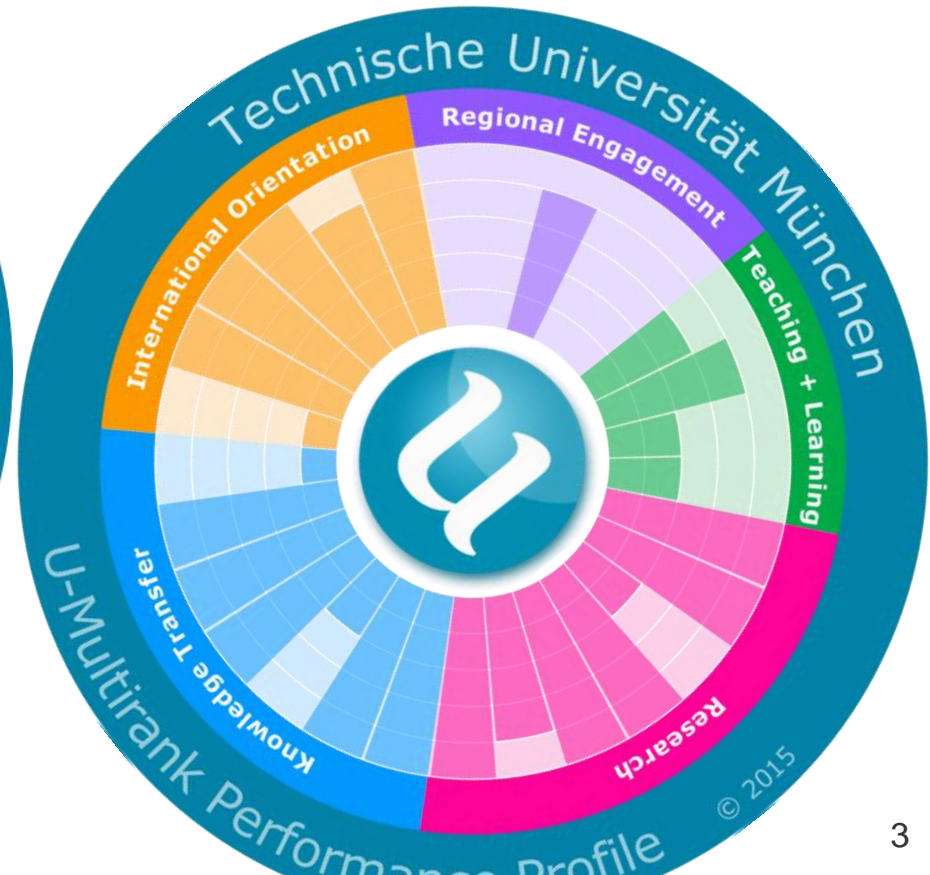 Technische Universität München
Regional Engagement
Teaching + Learning
Research
Knowledge Transfer
International Orientation
U-Multirank Performance Profile
© 2015
3